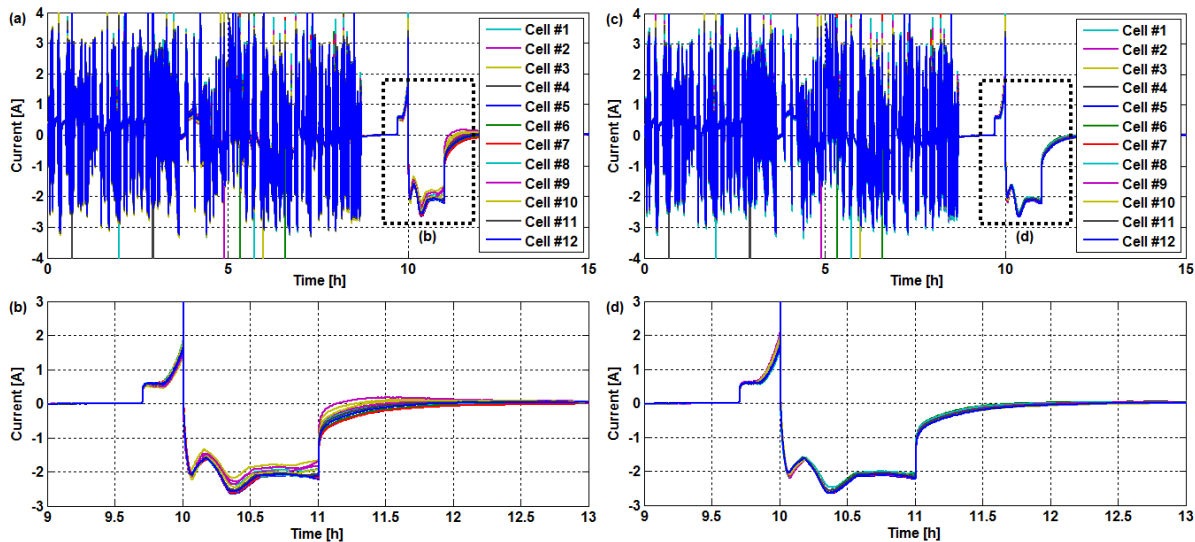 (a)
Current [A]
4
3
2
1
0
-1
-2
-3
-4
0
5
10
15
Time [h]
(b)
Cell #1
Cell #2
Cell #3
Cell #4
Cell #5
Cell #6
Cell #7
Cell #8
Cell #9
Cell #10
Cell #11
Cell #12
(c)
Current [A]
4
3
2
1
0
-1
-2
-3
-4
0
5
10
15
Time [h]
(d)
Cell #1
Cell #2
Cell #3
Cell #4
Cell #5
Cell #6
Cell #7
Cell #8
Cell #9
Cell #10
Cell #11
Cell #12
(b)
Current [A]
3
2
1
0
-1
-2
-3
9
9.5
10
10.5
11
11.5
12
12.5
13
Time [h]
(d)
Current [A]
3
2
1
0
-1
-2
-3
9
9.5
10
10.5
11
11.5
12
12.5
13
Time [h]